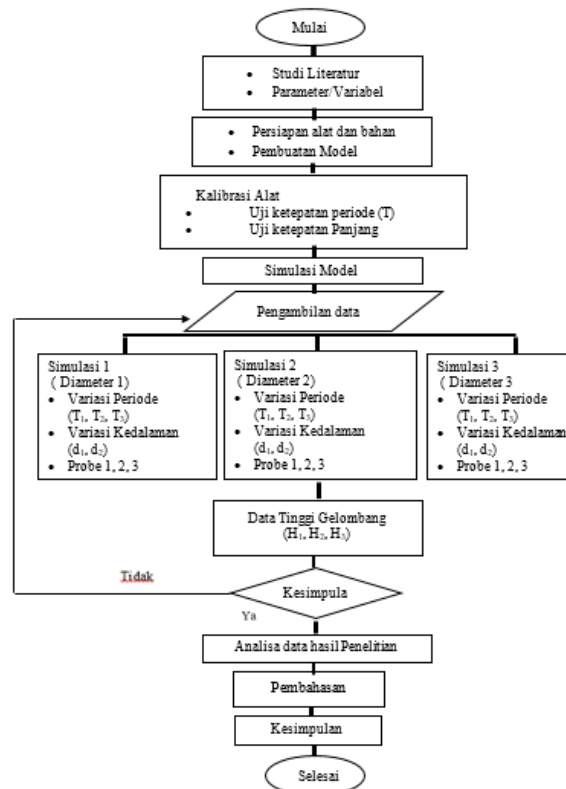 Mulai
• Studi Literatur
• Parameter/Variabel
• Persiapan alat dan bahan
• Pembuatan Model
Kalibrasi Alat
• Uji ketepatan periode (T)
• Uji ketepatan Panjang
Simulasi Model
Pengambilan data
Simulasi 1
( Diameter 1)
• Variasi Periode
(T₁, T₂, T₃)
• Variasi Kedalaman
(d₁, d₂)
• Probe 1, 2, 3
Simulasi 2
( Diameter 2)
• Variasi Periode
(T₁, T₂, T₃)
• Variasi Kedalaman
(d₁, d₂)
• Probe 1, 2, 3
Simulasi 3
( Diameter 3
• Variasi Periode
(T₁, T₂, T₃)
• Variasi Kedalaman
(d₁, d₂)
• Probe 1, 2, 3
Data Tinggi Gelombang
(H₁, H₂, H₃)
Tidak
Kesimpula
Ya
Analisa data hasil Penelitian
Pembahasan
Kesimpulan
Selesai